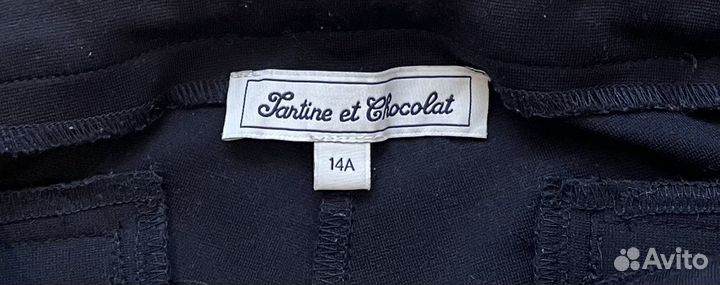 Tartine et Chocolat
14A
Avito